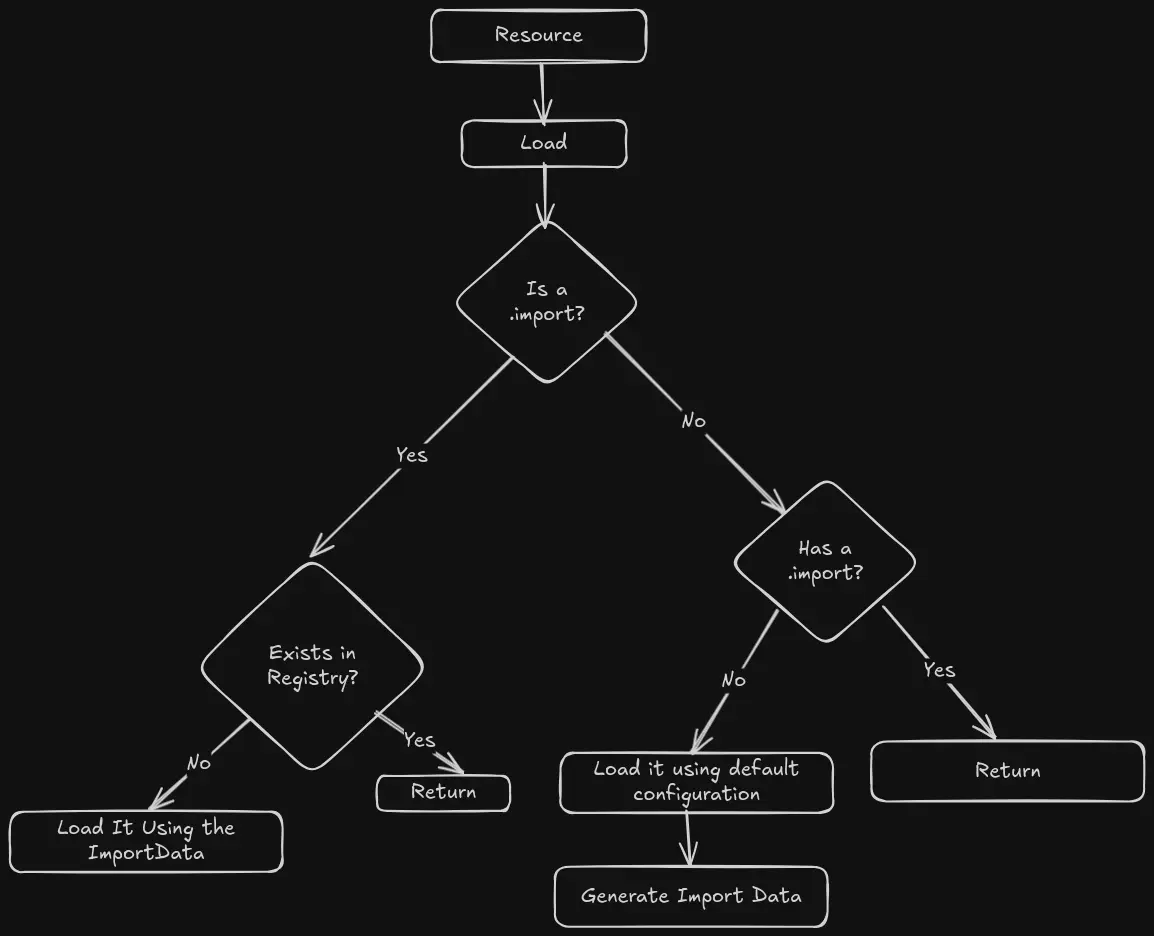 Resource
Load
Is a
.import?
No
Yes
Has a
.import?
Exists in
Registry?
No
Yes
Yes
No
Load it using default
configuration
Return
Return
Load It Using the
ImportData
Generate Import Data